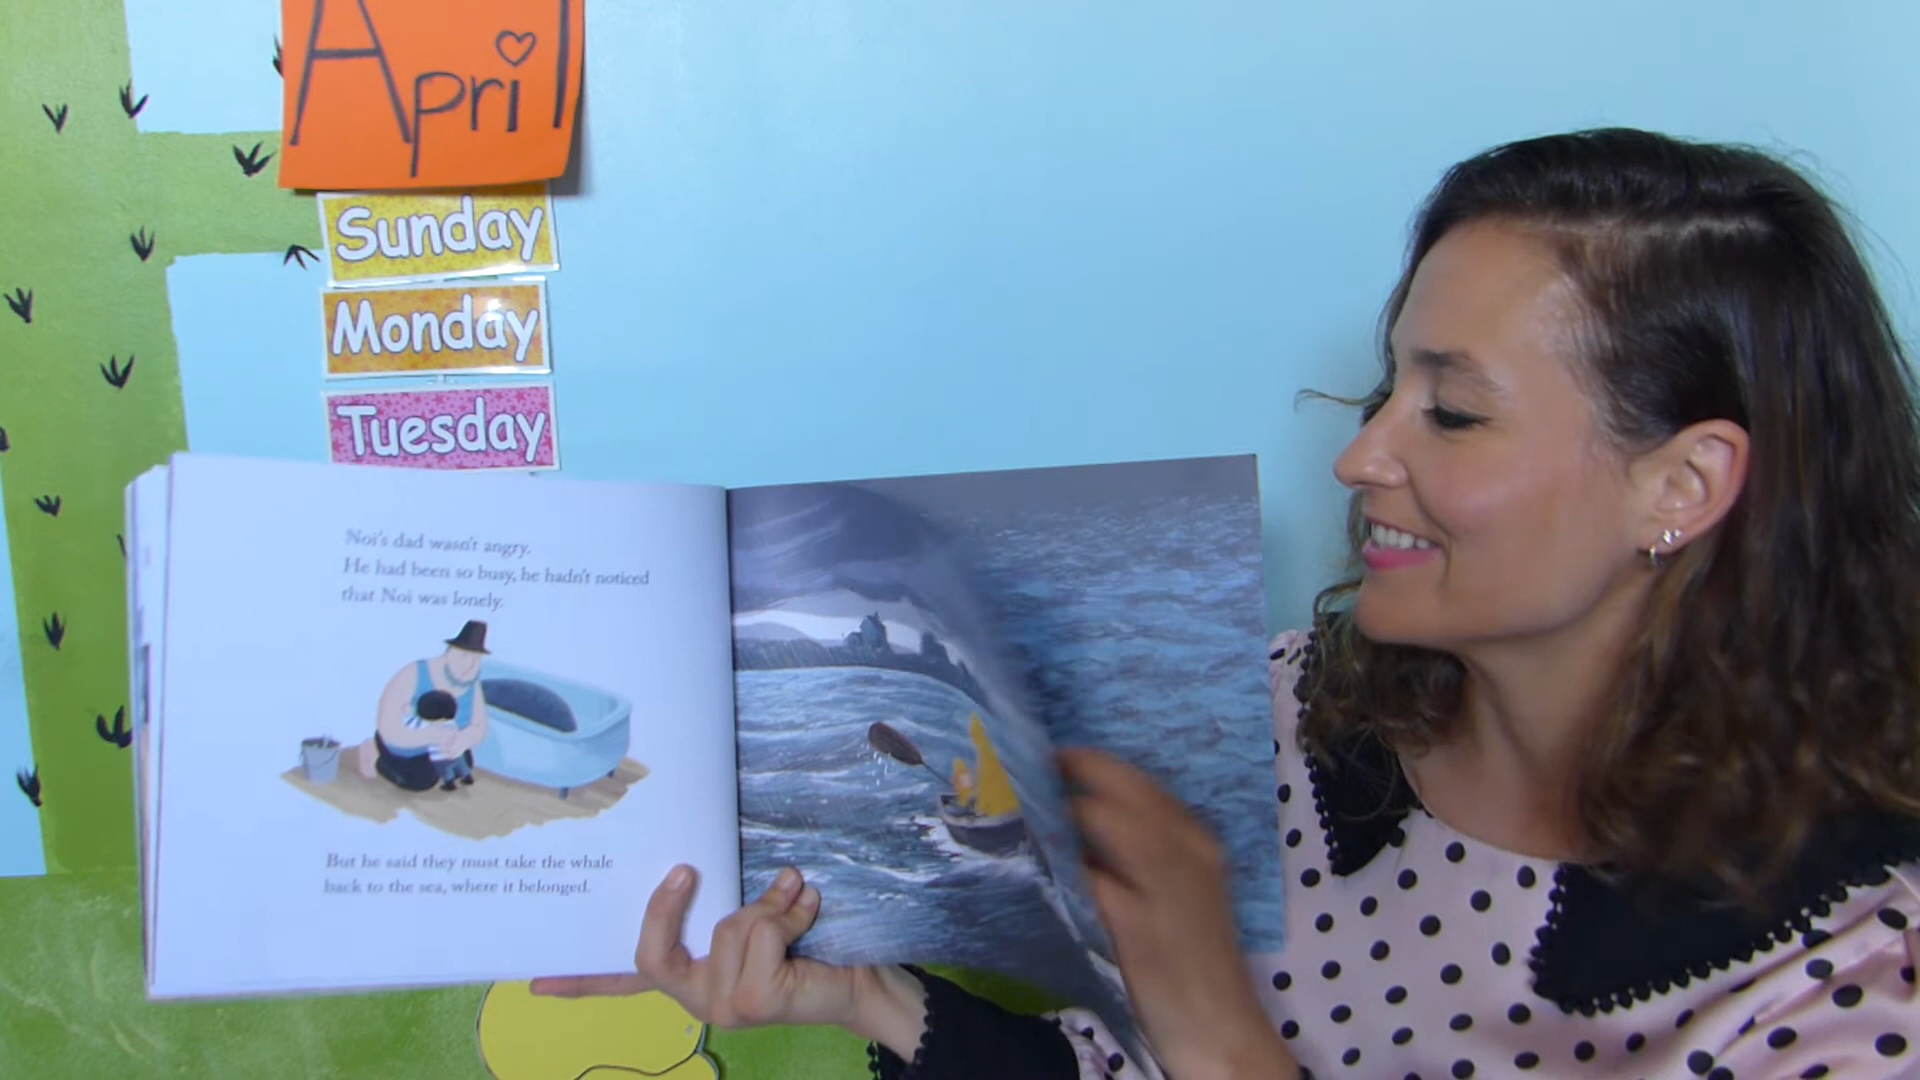 April
Sunday
Monday
Tuesday
Noi's dad wasn't angry.
He had been so busy, he hadn't noticed
that Noi was lonely.
But he said they must take the whale
back to the sea, where it belonged.